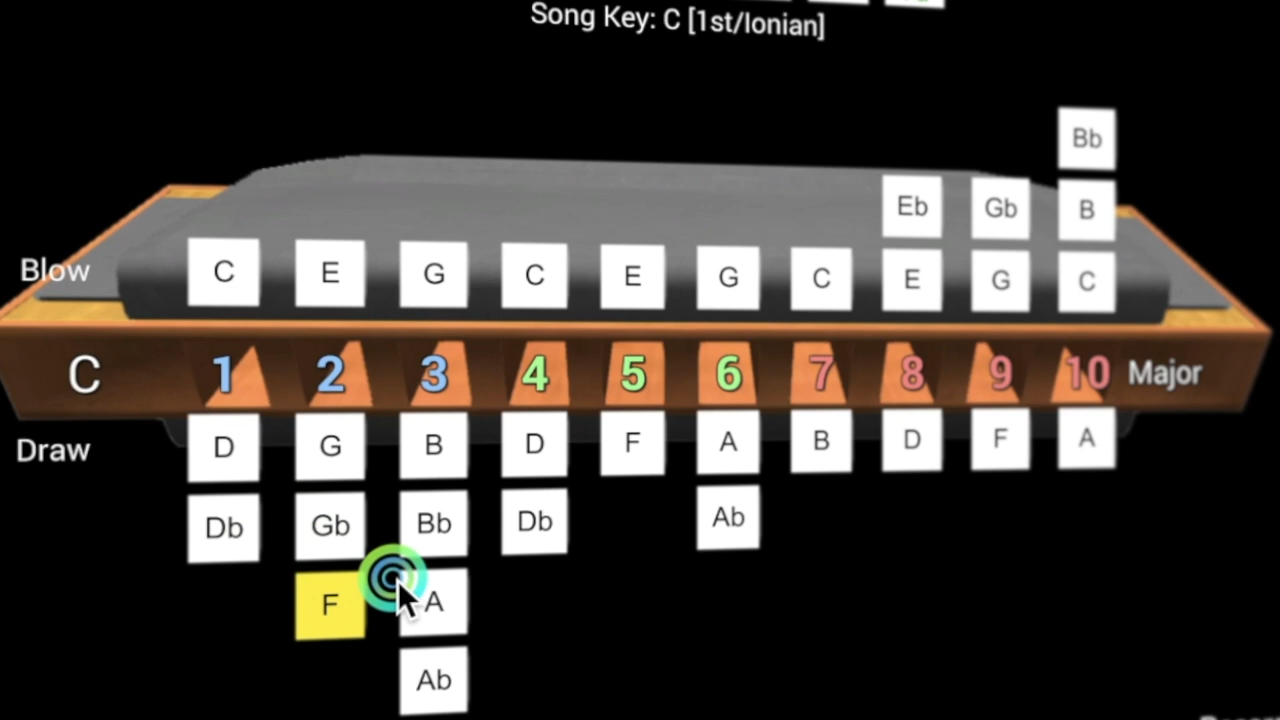 Song Key: C [1st/Ionian]
Bb
Eb Gb B
Blow C E G C E G C E G C
C 1 2 3 4 5 6 7 8 9 10 Major
Draw D G B D F A B D F A
Db Gb Bb Db Ab
F A
Ab